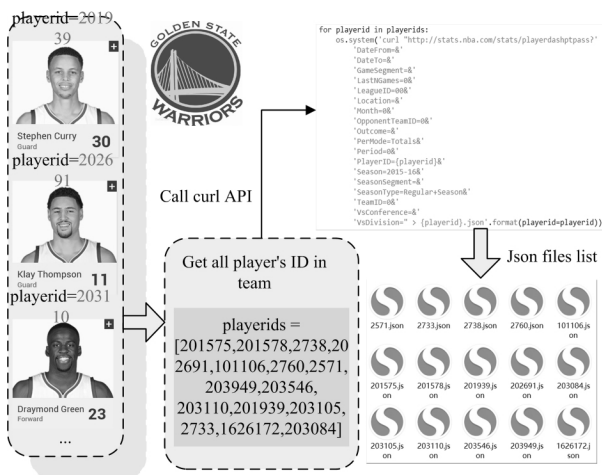 playerid=2019
39
Stephen Curry
Guard
30
playerid=2026
91
Klay Thompson
Guard
11
playerid=2031
10
Draymond Green
Forward
23
...
GOLDEN STATE
WARRIORS
Call curl API
Get all player's ID in
team
playerids =
[201575,201578,2738,20
2691,101106,2760,2571,
203949,203546,
203110,201939,203105,
2733,1626172,203084]
for playerid in playerids:
os.system('curl "http://stats.nba.com/stats/playerdashptpass?'
'DateFrom=&'
'DateTo=&'
'GameSegment=&'
'LastNGames=0&'
'LeagueID=00&'
'Location=&'
'Month=0&'
'OpponentTeamID=0&'
'Outcome=&'
'PerMode=Totals&'
'Period=0&'
'PlayerID={playerid}&'
'Season=2015-16&'
'SeasonSegment=&'
'SeasonType=Regular+Season&'
'TeamID=0&'
'VsConference=&'
'VsDivision=" > {playerid}.json'.format(playerid=playerid))
Json files list
2571.json 2733.json 2738.json 2760.json 101106.js
on
201575.js 201578.js 201939.js 202691.js 203084.js
on on on on on
203105.js 203110.js 203546.js 203949.js 1626172.j
on on on on son